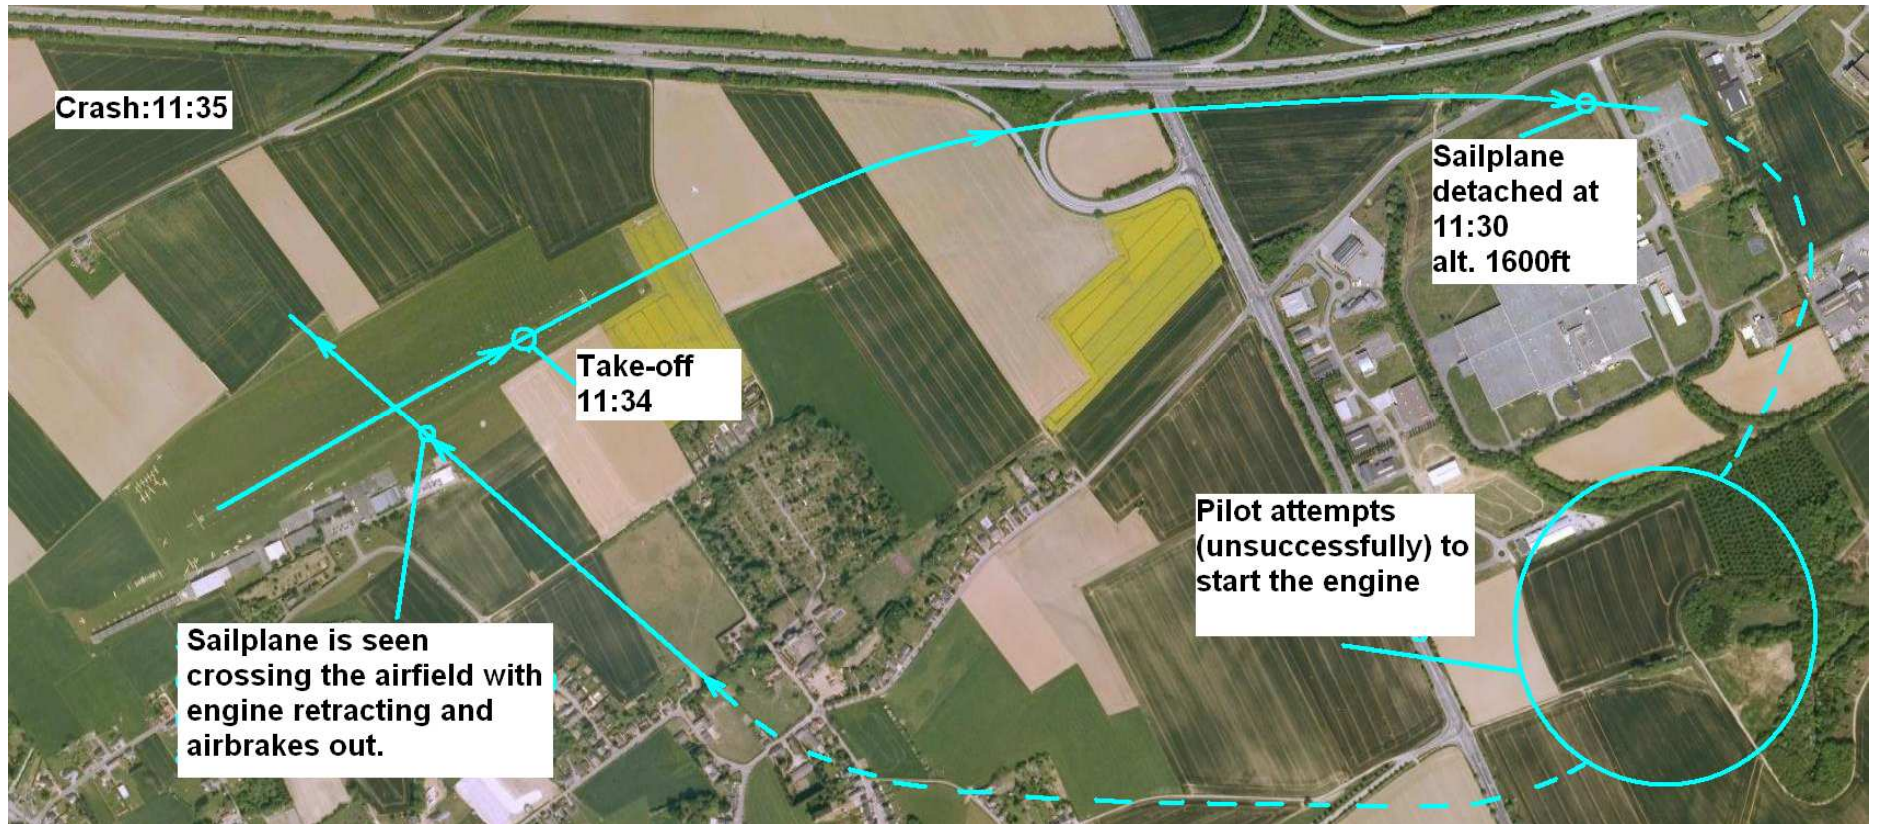 Crash:11:35
Sailplane
detached at
11:30
alt. 1600ft
Take-off
11:34
Pilot attempts
(unsuccessfully) to
start the engine
Sailplane is seen
crossing the airfield with
engine retracting and
airbrakes out.